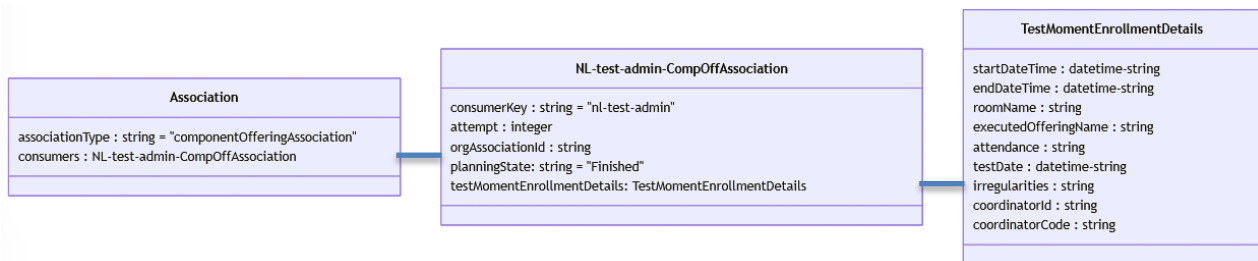 Association
associationType : string = "componentOfferingAssociation"
consumers : NL-test-admin-CompOffAssociation
NL-test-admin-CompOffAssociation
consumerKey : string = "nl-test-admin"
attempt : integer
orgAssociationId : string
planningState: string = "Finished"
testMomentEnrollmentDetails: TestMomentEnrollmentDetails
TestMomentEnrollmentDetails
startDateTime : datetime-string
endDateTime : datetime-string
roomName : string
executedOfferingName : string
attendance : string
testDate : datetime-string
irregularities : string
coordinatorId : string
coordinatorCode : string